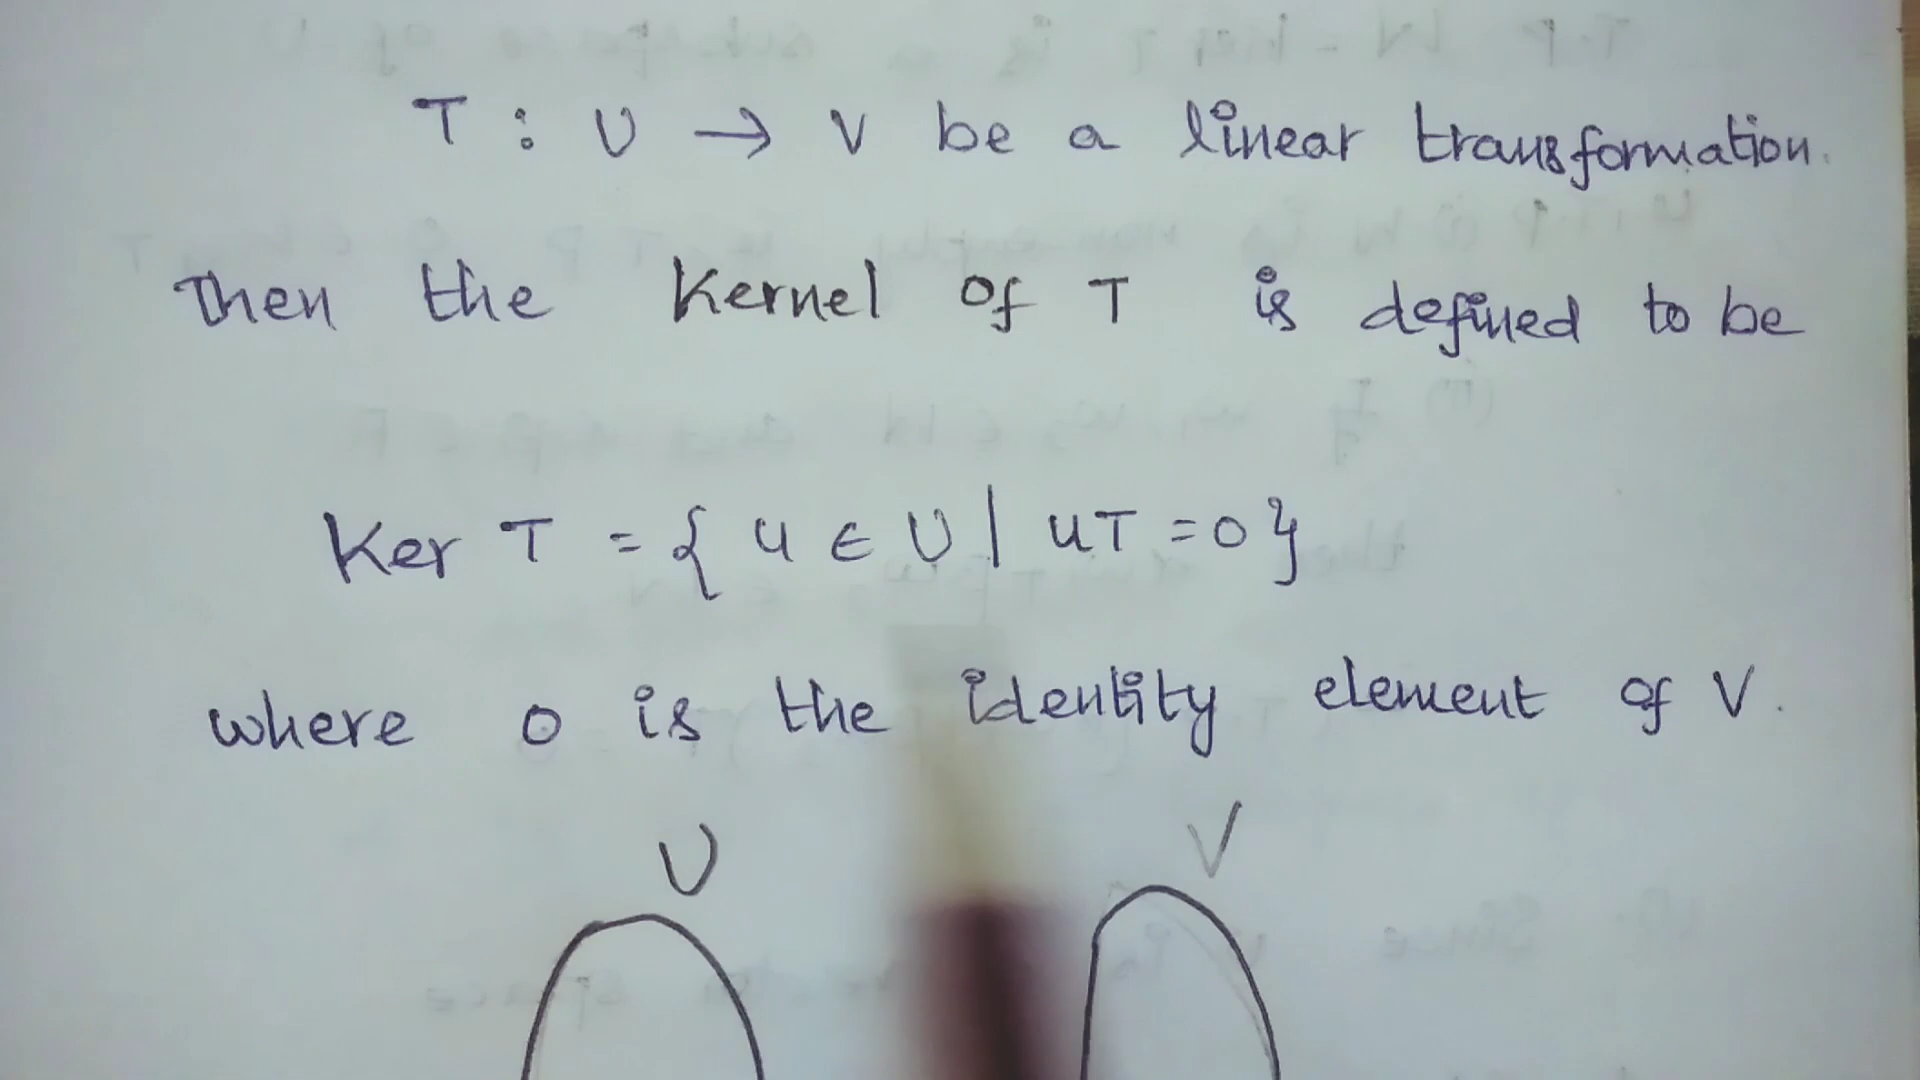 T : U → V be a linear transformation.
Then the Kernel of T is defined to be
Ker T = { u ∈ U | uT = 0 }
where 0 is the identity element of V.
U V